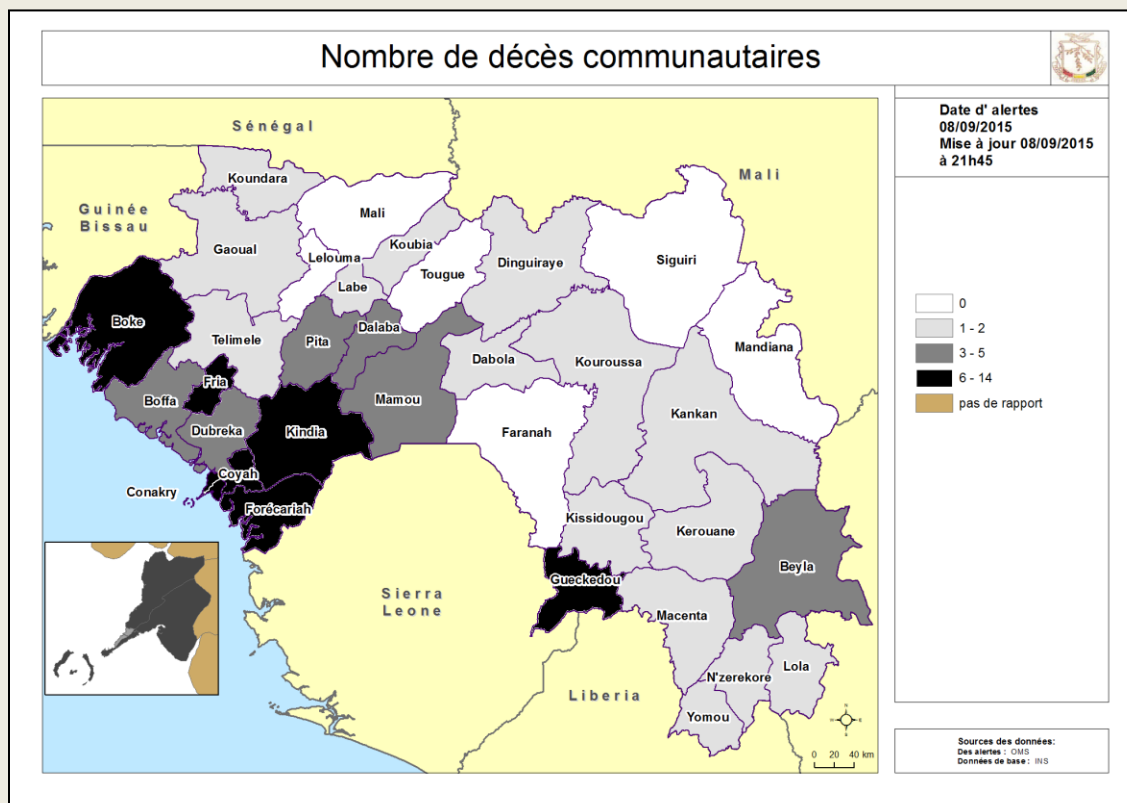 Nombre de décès communautaires
Date d' alertes
08/09/2015
Mise à jour 08/09/2015
à 21h45
Sénégal
Mali
Guinée
Bissau
Koundara
Mali
Gaoual
Koubia
Lelouma
Tougue
Dinguiraye
Siguiri
Labe
Boke
Telimele
Pita
Dalaba
Dabola
Kouroussa
Mandiana
Fria
Boffa
Mamou
Kankan
Dubreka
Kindia
Faranah
Coyah
Conakry
Forécariah
Kissidougou
Kerouane
Beyla
Gueckedou
Sierra
Leone
Macenta
Lola
N'zerekore
Liberia
Yomou
0
1 - 2
3 - 5
6 - 14
pas de rapport
0 20 40 km
Sources des données:
Des alertes : OMS
Données de base : INS